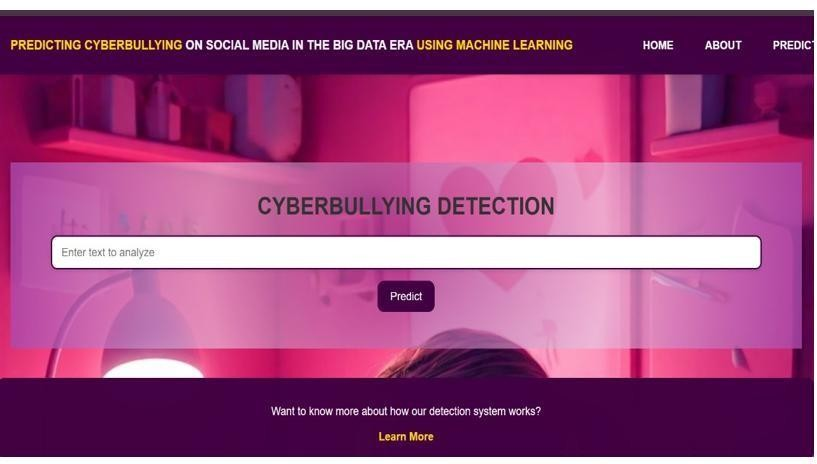 PREDICTING CYBERBULLYING ON SOCIAL MEDIA IN THE BIG DATA ERA USING MACHINE LEARNING HOME ABOUT PREDICT
CYBERBULLYING DETECTION
Enter text to analyze
Predict
Want to know more about how our detection system works?
Learn More